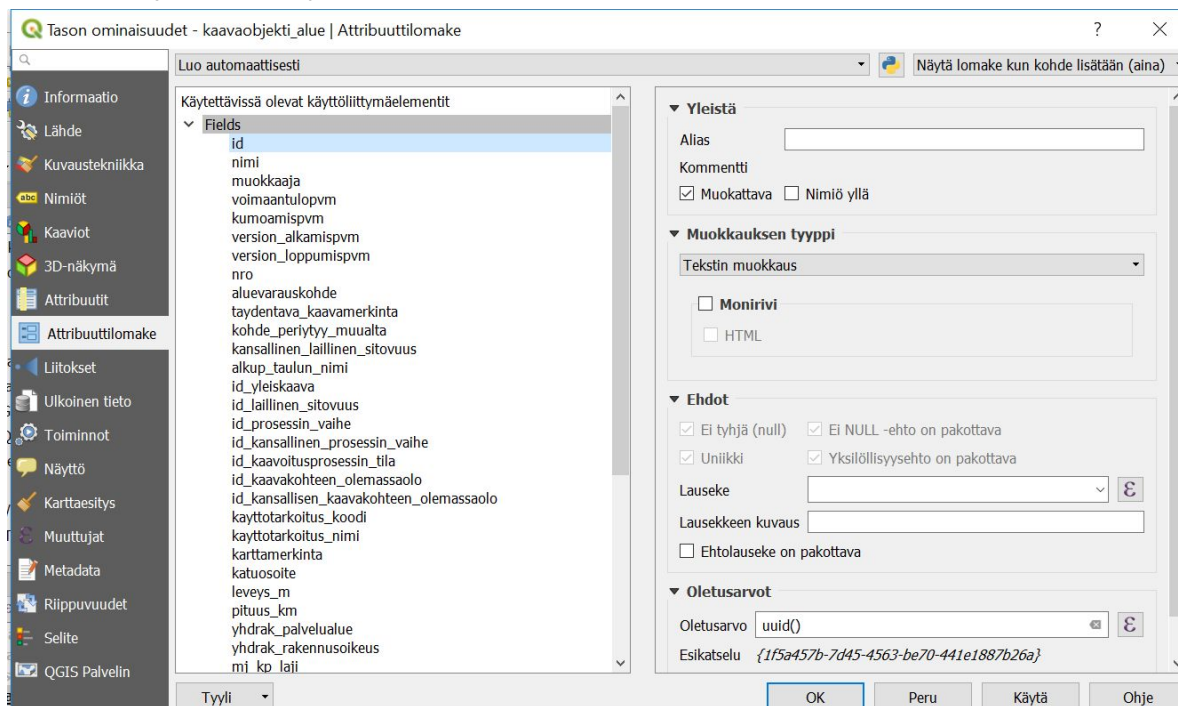 Tason ominaisuudet - kaavaobjekti_alue | Attribuuttilomake
Luo automaattisesti
Näytä lomake kun kohde lisätään (aina)
Informaatio
Lähde
Kuvaustekniikka
abc Nimiöt
Kaaviot
3D-näkymä
Attribuutit
Attribuuttilomake
Liitokset
Ulkoinen tieto
Toiminnot
Näyttö
Karttaesitys
Muuttujat
Metadata
Riippuvuudet
Selite
QGIS Palvelin
Käytettävissä olevat käyttöliittymäelementit
Fields
id
nimi
muokkaaja
voimaantulopvm
kumoamispvm
version_alkamispvm
version_loppumispvm
nro
aluevarauskohde
taydentava_kaavamerkinta
kohde_periytyy_muualta
kansallinen_laillinen_sitovuus
alkup_taulun_nimi
id_yleiskaava
id_laillinen_sitovuus
id_prosessin_vaihe
id_kansallinen_prosessin_vaihe
id_kaavoitusprosessin_tila
id_kaavakohteen_olemassaolo
id_kansallisen_kaavakohteen_olemassaolo
kayttotarkoitus_koodi
kayttotarkoitus_nimi
karttamerkinta
katuosoite
leveys_m
pituus_km
yhdrak_palvelualue
yhdrak_rakennusoikeus
mj_kp_laji
Yleistä
Alias
Kommentti
Muokattava Nimiö yllä
Muokkauksen tyyppi
Tekstin muokkaus
Monirivi
HTML
Ehdot
Ei tyhjä (null) Ei NULL -ehto on pakottava
Uniikki Yksilöllisyysehto on pakottava
Lauseke ε
Lausekkeen kuvaus
Ehtolauseke on pakottava
Oletusarvot
Oletusarvo uuid() ε
Esikatselu {1f5a457b-7d45-4563-be70-441e1887b26a}
Tyyli
OK Peru Käytä Ohje